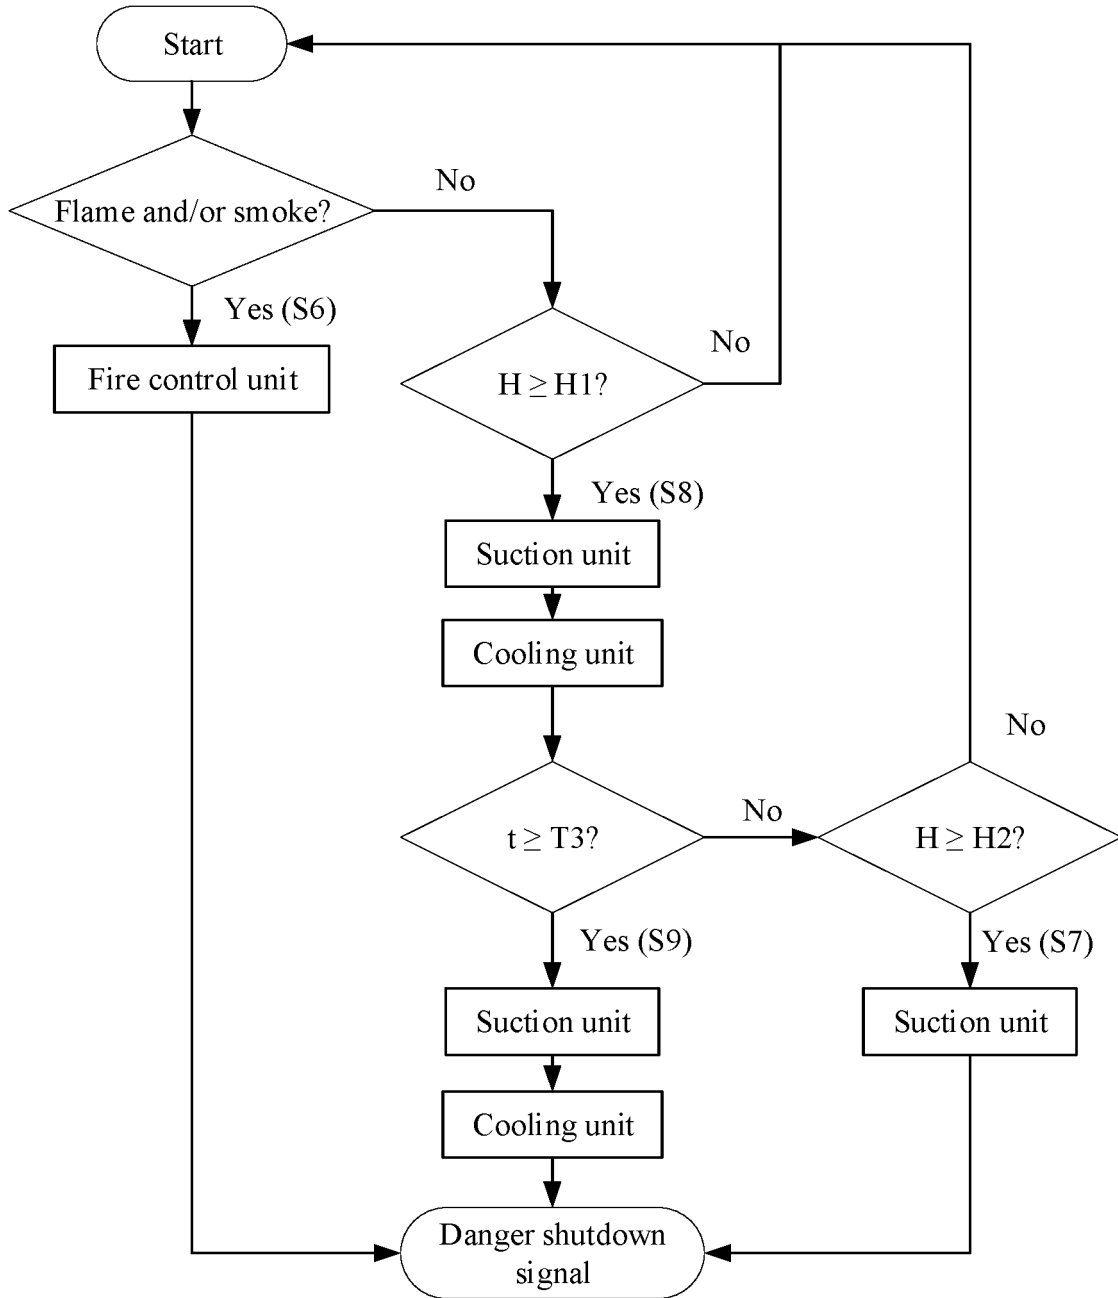 Start
Flame and/or smoke?
No
Yes (S6)
Fire control unit
H ≥ H1?
No
Yes (S8)
Suction unit
Cooling unit
t ≥ T3?
No
H ≥ H2?
No
Yes (S9)
Yes (S7)
Suction unit
Suction unit
Cooling unit
Danger shutdown
signal